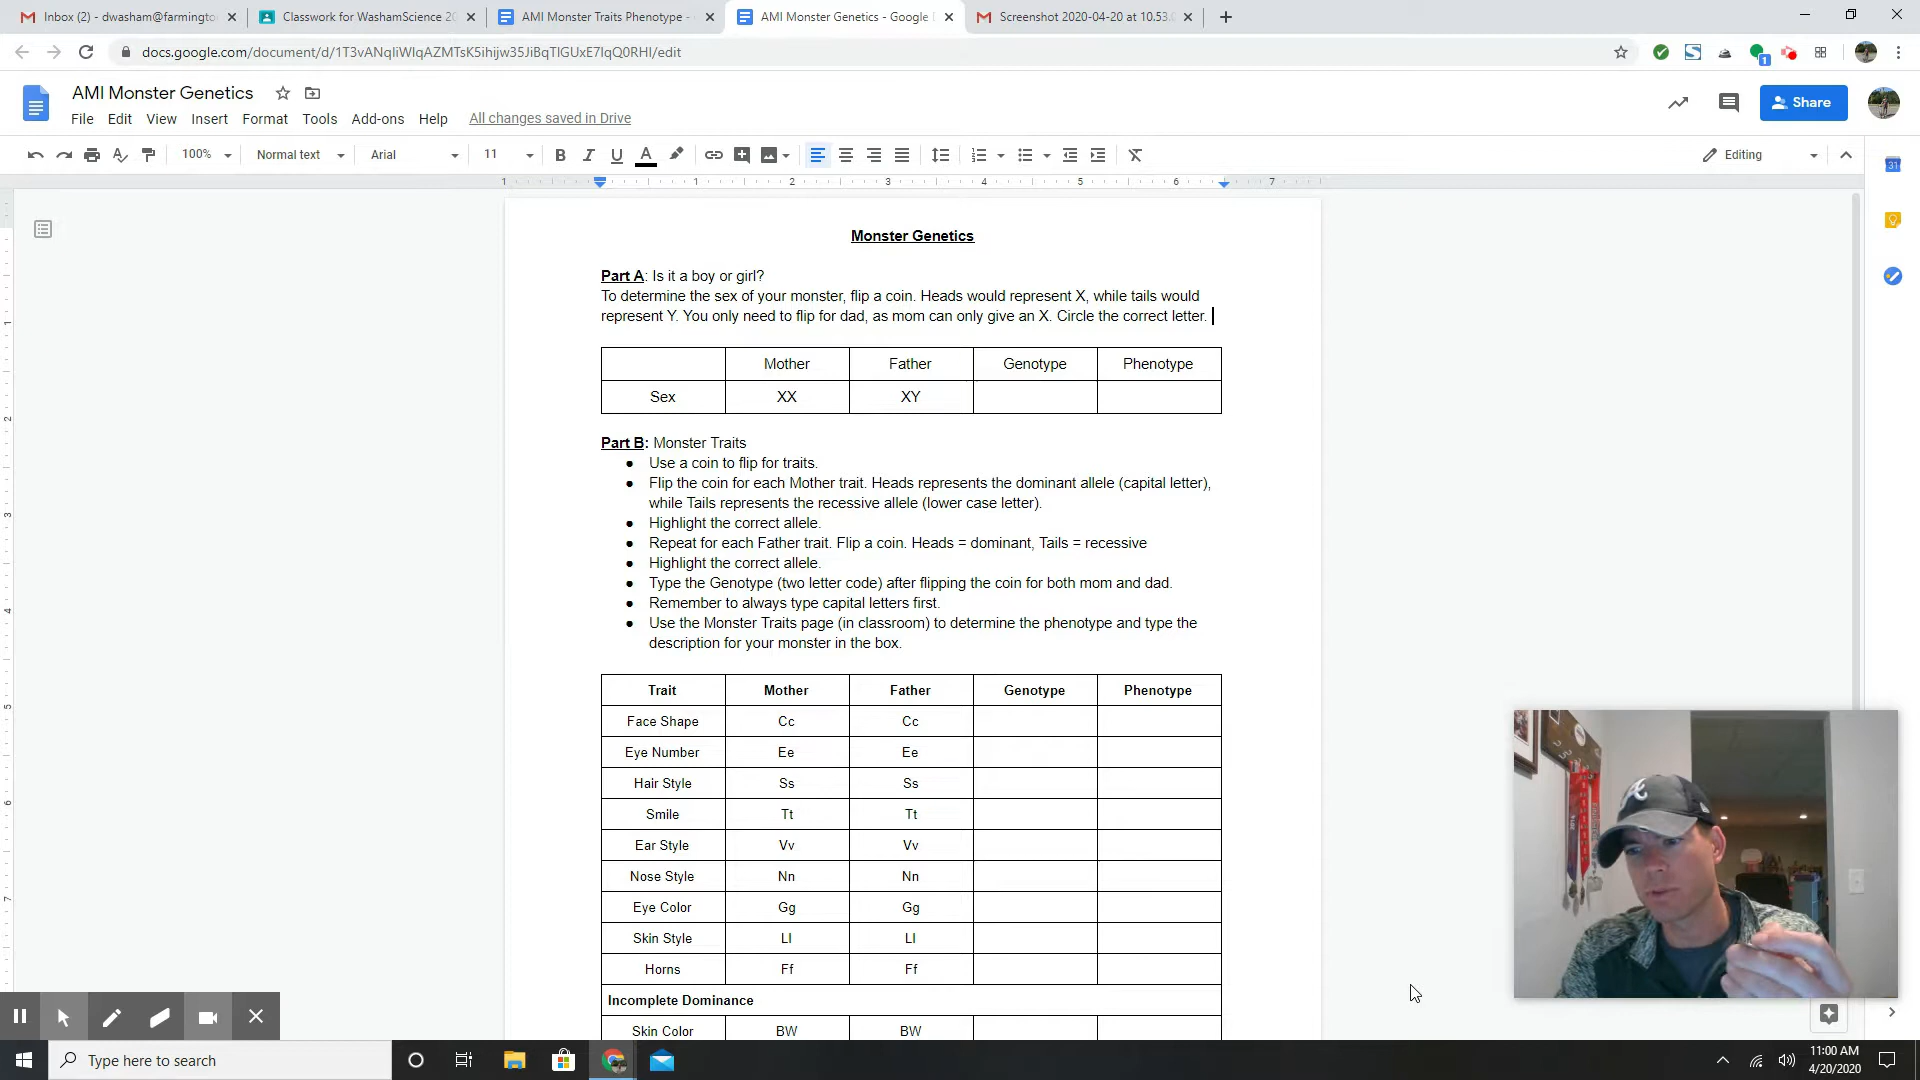 Inbox (2) - dwasham@farmingto
Classwork for WashamScience 20
AMI Monster Traits Phenotype -
AMI Monster Genetics - Google
Screenshot 2020-04-20 at 10.53.
docs.google.com/document/d/1T3vANqIiWIqAZMTsK5ihijw35JiBqTlGUxE7IqQ0RHI/edit
AMI Monster Genetics
Share
File Edit View Insert Format Tools Add-ons Help All changes saved in Drive
100% Normal text Arial 11 B I U A Editing
1 1 2 3 4 5 6 7
Monster Genetics
Part A: Is it a boy or girl?
To determine the sex of your monster, flip a coin. Heads would represent X, while tails would
represent Y. You only need to flip for dad, as mom can only give an X. Circle the correct letter.
Mother Father Genotype Phenotype
Sex XX XY
Part B: Monster Traits
● Use a coin to flip for traits.
● Flip the coin for each Mother trait. Heads represents the dominant allele (capital letter),
while Tails represents the recessive allele (lower case letter).
● Highlight the correct allele.
● Repeat for each Father trait. Flip a coin. Heads = dominant, Tails = recessive
● Highlight the correct allele.
● Type the Genotype (two letter code) after flipping the coin for both mom and dad.
● Remember to always type capital letters first.
● Use the Monster Traits page (in classroom) to determine the phenotype and type the
description for your monster in the box.
Trait Mother Father Genotype Phenotype
Face Shape Cc Cc
Eye Number Ee Ee
Hair Style Ss Ss
Smile Tt Tt
Ear Style Vv Vv
Nose Style Nn Nn
Eye Color Gg Gg
Skin Style Ll Ll
Horns Ff Ff
Incomplete Dominance
Skin Color BW BW
Type here to search
11:00 AM
4/20/2020